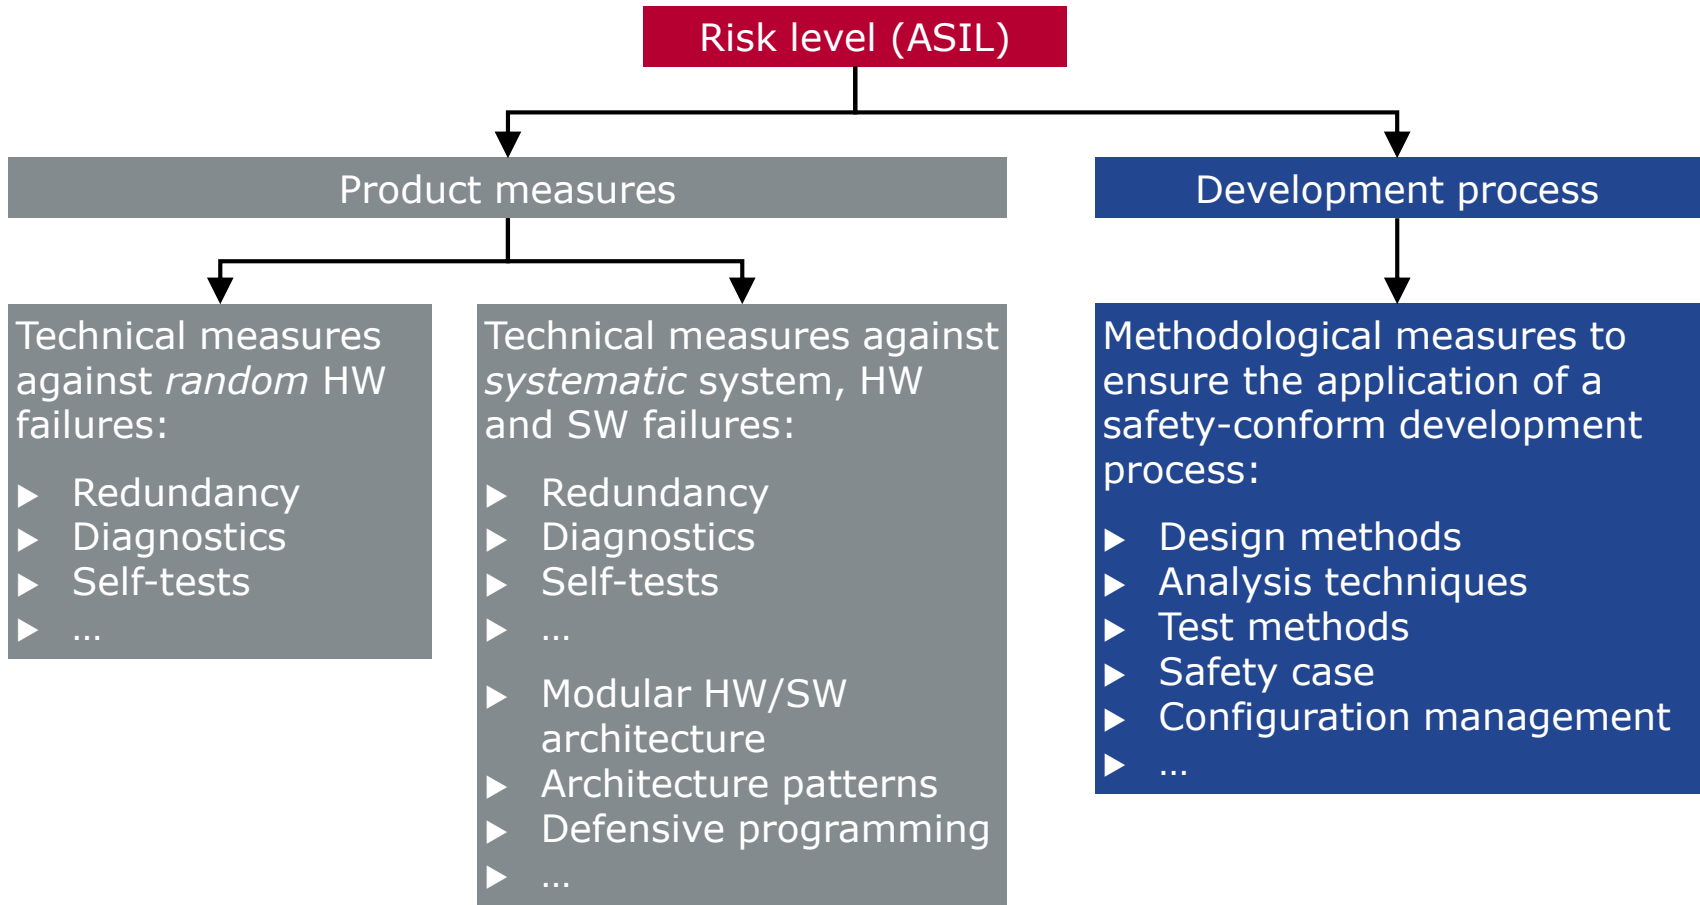 Risk level (ASIL)
Product measures
Development process
Technical measures
against random HW
failures:
▶ Redundancy
▶ Diagnostics
▶ Self-tests
▶ ...
Technical measures against
systematic system, HW
and SW failures:
▶ Redundancy
▶ Diagnostics
▶ Self-tests
▶ ...
▶ Modular HW/SW
architecture
▶ Architecture patterns
▶ Defensive programming
▶ ...
Methodological measures to
ensure the application of a
safety-conform development
process:
▶ Design methods
▶ Analysis techniques
▶ Test methods
▶ Safety case
▶ Configuration management
▶ ...